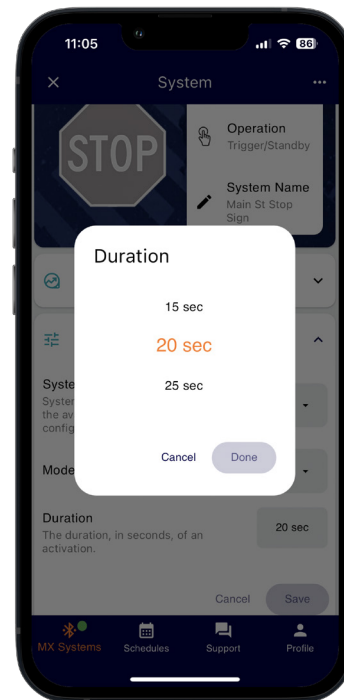 11:05
86
System
STOP
Operation
Trigger/Standby
System Name
Main St Stop
Sign
Duration
15 sec
20 sec
25 sec
Cancel
Done
Syste
System
the av
config
Mode
Duration
The duration, in seconds, of an
activation.
20 sec
Cancel
Save
MX Systems
Schedules
Support
Profile